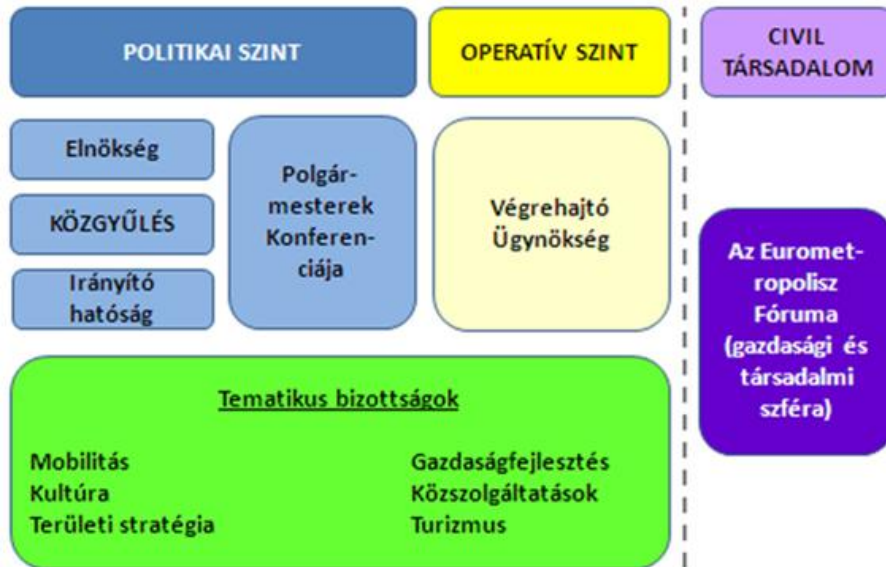 POLITIKAI SZINT
OPERATÍV SZINT
CIVIL
TÁRSADALOM
Elnökség
KÖZGYŰLÉS
Irányító
hatóság
Polgár-
mesterek
Konferen-
ciája
Végrehajtó
Ügynökség
Az Euromet-
ropolisz
Fóruma
(gazdasági és
társadalmi
szféra)
Tematikus bizottságok
Mobilitás
Kultúra
Területi stratégia
Gazdaságfejlesztés
Közszolgáltatások
Turizmus